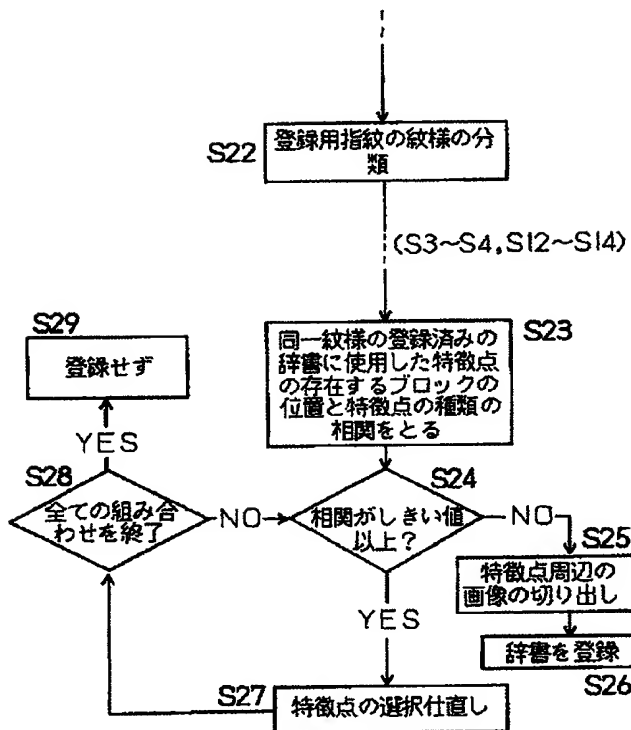 S22
登録用指紋の紋様の分
類
(S3~S4,S12~S14)
S23
同一紋様の登録済みの
辞書に使用した特徴点
の存在するブロックの
位置と特徴点の種類の
相関をとる
S29
登録せず
YES
S28
全ての組み合
わせを終了
NO
S24
相関がしきい値
以上?
NO
S25
特徴点周辺の
画像の切り出し
辞書を登録
S26
YES
S27
特徴点の選択仕直し